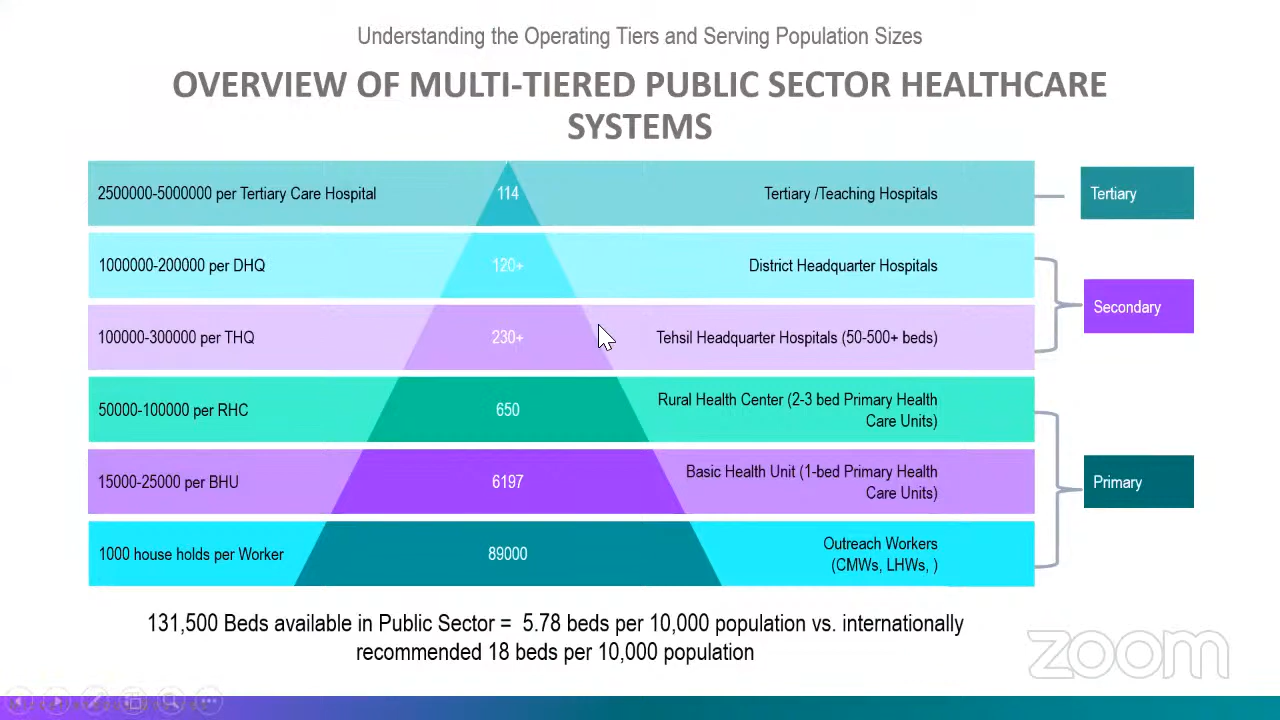 Understanding the Operating Tiers and Serving Population Sizes
OVERVIEW OF MULTI-TIERED PUBLIC SECTOR HEALTHCARE
SYSTEMS
2500000-5000000 per Tertiary Care Hospital
114
Tertiary /Teaching Hospitals
Tertiary
1000000-200000 per DHQ
120+
District Headquarter Hospitals
Secondary
100000-300000 per THQ
230+
Tehsil Headquarter Hospitals (50-500+ beds)
50000-100000 per RHC
650
Rural Health Center (2-3 bed Primary Health
Care Units)
15000-25000 per BHU
6197
Basic Health Unit (1-bed Primary Health
Care Units)
Primary
1000 house holds per Worker
89000
Outreach Workers
(CMWs, LHWs, )
131,500 Beds available in Public Sector = 5.78 beds per 10,000 population vs. internationally
recommended 18 beds per 10,000 population
zoom